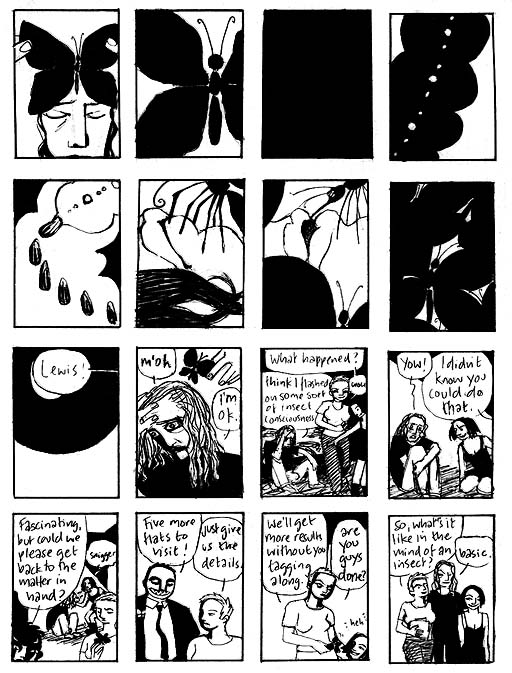 Lewis!
m'oh
i'm
ok.
What happened?
think I flashed
on some sort
of insect
consciousness.
woah
Yow!
I didn't
know you
could do
that.
Fascinating,
but could we
please get
back to the
matter in
hand?
snigger
Five more
flats to
visit!
just give
us the
details.
We'll get
more results
without you
tagging
along.
are
you
guys
done?
heh
So, what's it
like in the
mind of an
insect?
basic.